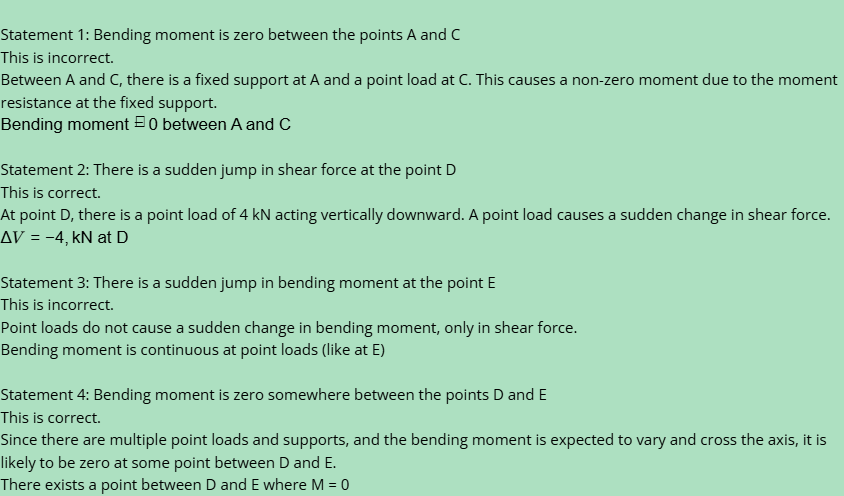 Statement 1: Bending moment is zero between the points A and C
This is incorrect.
Between A and C, there is a fixed support at A and a point load at C. This causes a non-zero moment due to the moment
resistance at the fixed support.
Bending moment 0 between A and C
Statement 2: There is a sudden jump in shear force at the point D
This is correct.
At point D, there is a point load of 4 kN acting vertically downward. A point load causes a sudden change in shear force.
ΔV = −4, kN at D
Statement 3: There is a sudden jump in bending moment at the point E
This is incorrect.
Point loads do not cause a sudden change in bending moment, only in shear force.
Bending moment is continuous at point loads (like at E)
Statement 4: Bending moment is zero somewhere between the points D and E
This is correct.
Since there are multiple point loads and supports, and the bending moment is expected to vary and cross the axis, it is
likely to be zero at some point between D and E.
There exists a point between D and E where M = 0